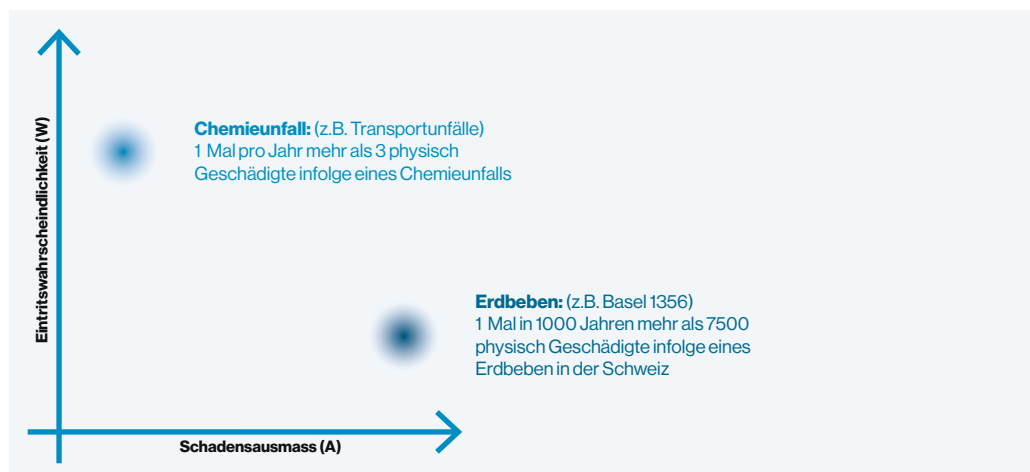 Eintrittswahrscheindlichkeit (W)
Chemieunfall: (z.B. Transportunfälle)
1 Mal pro Jahr mehr als 3 physisch
Geschädigte infolge eines Chemieunfalls
Erdbeben: (z.B. Basel 1356)
1 Mal in 1000 Jahren mehr als 7500
physisch Geschädigte infolge eines
Erdbeben in der Schweiz
Schadensausmass (A)